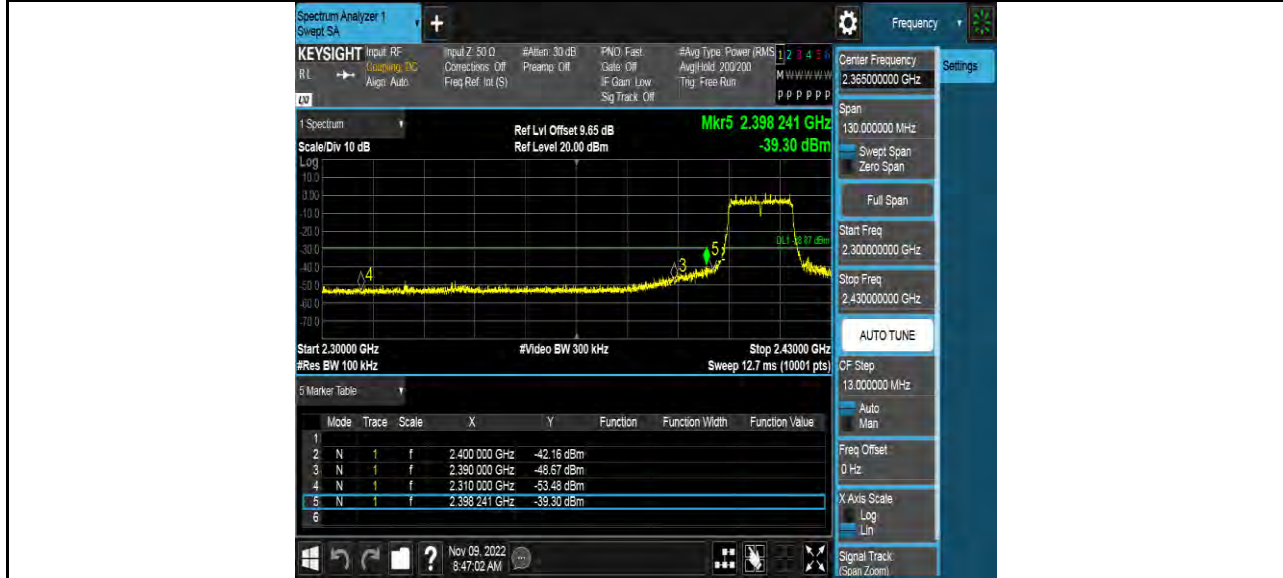 Spectrum Analyzer 1
Swept SA
+
Frequency
KEYSIGHT
Input: RF
Coupling: DC
Align: Auto
RL
LXI
Input Z: 50 Ω
Corrections: Off
Freq Ref: Int (S)
#Atten: 30 dB
Preamp: Off
PNO: Fast
Gate: Off
IF Gain: Low
Sig Track: Off
#Avg Type: Power (RMS
Avg|Hold: 200/200
Trig: Free Run
1 2 3 4 5 6
M W W W W W
P P P P P P
1 Spectrum
Scale/Div 10 dB
Ref Lvl Offset 9.65 dB
Ref Level 20.00 dBm
Mkr5 2.398 241 GHz
-39.30 dBm
Log
10.0
0.00
-10.0
-20.0
-30.0
-40.0
-50.0
-60.0
-70.0
4
3
5
Start 2.30000 GHz
#Res BW 100 kHz
#Video BW 300 kHz
Stop 2.43000 GHz
Sweep 12.7 ms (10001 pts)
5 Marker Table
Mode Trace Scale X Y Function Function Width Function Value
1
2 N 1 f 2.400 000 GHz -42.16 dBm
3 N 1 f 2.390 000 GHz -48.67 dBm
4 N 1 f 2.310 000 GHz -53.48 dBm
5 N 1 f 2.398 241 GHz -39.30 dBm
6
?
Nov 09, 2022
8:47:02 AM
Center Frequency
2.365000000 GHz
Settings
Span
130.000000 MHz
Swept Span
Zero Span
Full Span
Start Freq
2.300000000 GHz
Stop Freq
2.430000000 GHz
AUTO TUNE
CF Step
13.000000 MHz
Auto
Man
Freq Offset
0 Hz
X Axis Scale
Log
Lin
Signal Track
(Span Zoom)